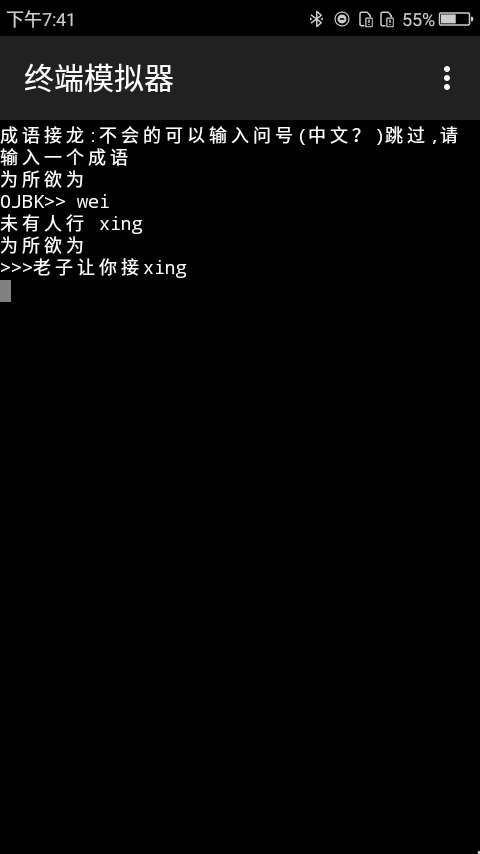 下午7:41
55%
终端模拟器
成语接龙:不会的可以输入问号(中文？)跳过,请
输入一个成语
为所欲为
OJBK>> wei
未有人行 xing
为所欲为
>>>老子让你接xing